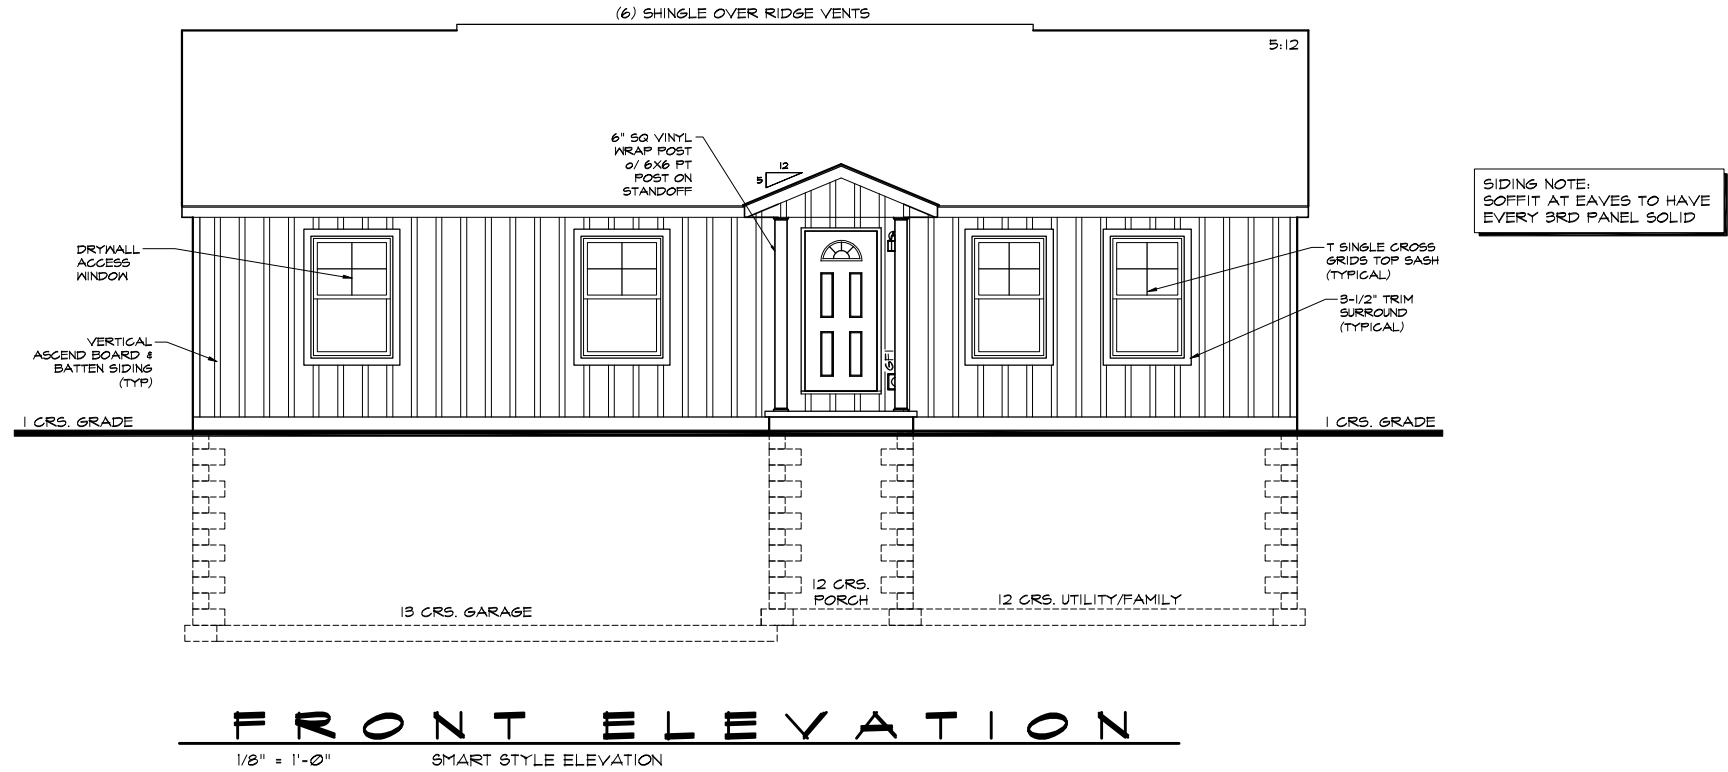 (6) SHINGLE OVER RIDGE VENTS
5:12
6" SQ VINYL
WRAP POST
o/ 6X6 PT
POST ON
STANDOFF
12
5
SIDING NOTE:
SOFFIT AT EAVES TO HAVE
EVERY 3RD PANEL SOLID
DRYWALL
ACCESS
WINDOW
T SINGLE CROSS
GRIDS TOP SASH
(TYPICAL)
3-1/2" TRIM
SURROUND
(TYPICAL)
VERTICAL
ASCEND BOARD &
BATTEN SIDING
(TYP)
GFI
1 CRS. GRADE
1 CRS. GRADE
12 CRS.
PORCH
13 CRS. GARAGE
12 CRS. UTILITY/FAMILY
FRONT ELEVATION
1/8" = 1'-0"
SMART STYLE ELEVATION